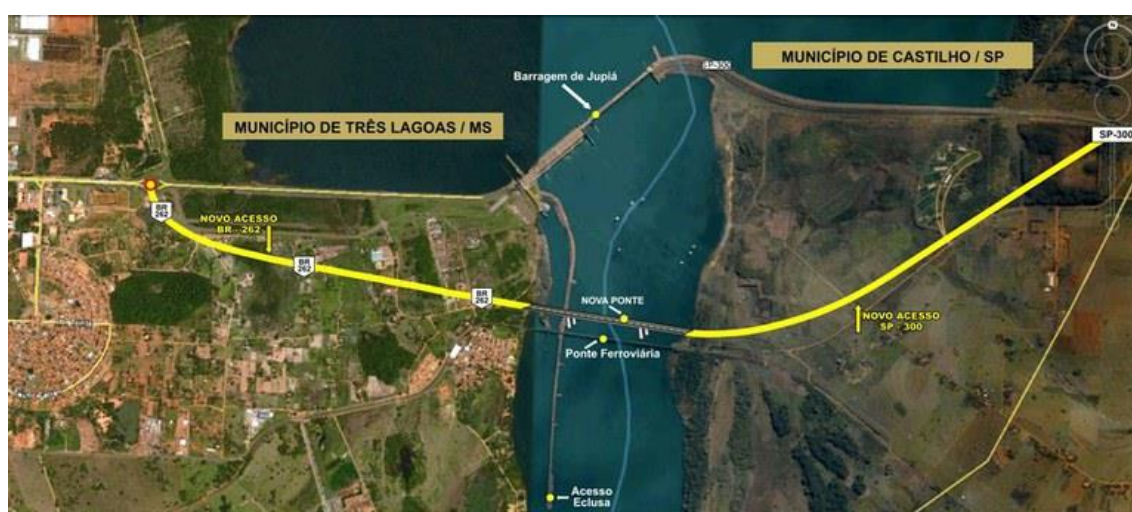 MUNICÍPIO DE CASTILHO / SP
SP-300
Barragem de Jupiá
MUNICÍPIO DE TRÊS LAGOAS / MS
SP-300
BR
262
NOVO ACESSO
BR - 262
BR
262
BR
262
NOVA PONTE
NOVO ACESSO
SP - 300
Ponte Ferroviária
Acesso
Eclusa
N